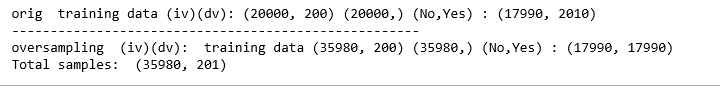 orig  training data (iv)(dv): (20000, 200) (20000,) (No,Yes) : (17990, 2010)
----------------------------------------------------
oversampling  (iv)(dv):  training data (35980, 200) (35980,) (No,Yes) : (17990, 17990)
Total samples:  (35980, 201)